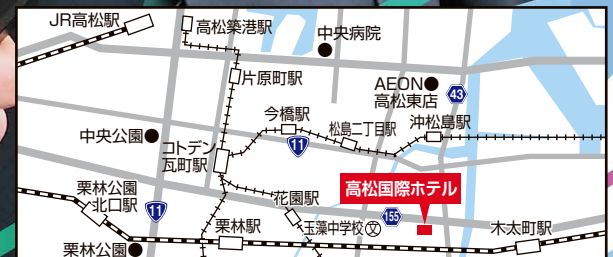 JR高松駅
高松築港駅
中央病院
片原町駅
AEON
高松東店
43
今橋駅
松島二丁目駅
沖松島駅
中央公園
コトデン
瓦町駅
11
栗林公園
北口駅
11
花園駅
高松国際ホテル
155
栗林駅
玉藻中学校
文
木太町駅
栗林公園